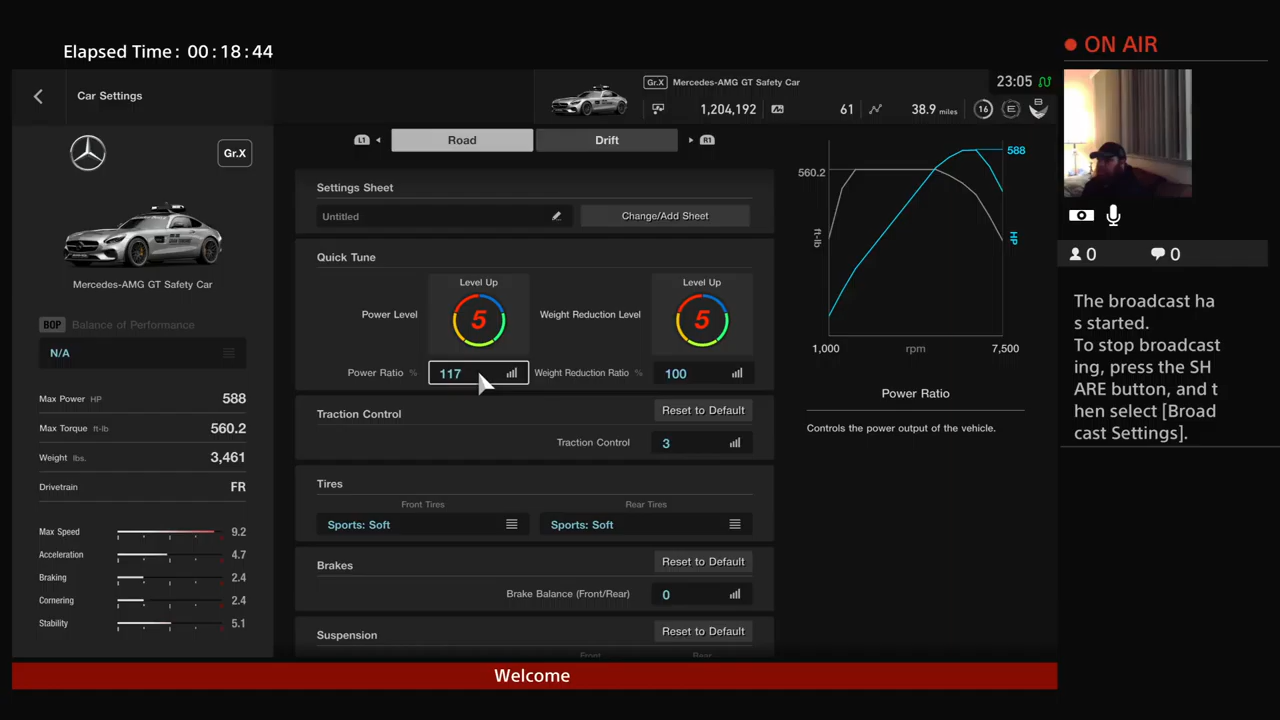 Elapsed Time: 00:18:44
ON AIR
Car Settings
Gr.X Mercedes-AMG GT Safety Car
23:05
1,204,192 61 38.9 miles 16 E B
Gr.X
L1 Road Drift R1
Settings Sheet
Untitled Change/Add Sheet
Quick Tune
Level Up Level Up
Power Level 5 Weight Reduction Level 5
Power Ratio % 117 Weight Reduction Ratio % 100
Traction Control Reset to Default
Traction Control 3
Tires
Front Tires Rear Tires
Sports: Soft Sports: Soft
Brakes Reset to Default
Brake Balance (Front/Rear) 0
Suspension Reset to Default
Front Rear
Mercedes-AMG GT Safety Car
BOP Balance of Performance
N/A
Max Power HP 588
Max Torque ft-lb 560.2
Weight lbs. 3,461
Drivetrain FR
Max Speed 9.2
Acceleration 4.7
Braking 2.4
Cornering 2.4
Stability 5.1
588
560.2
ft-lb
HP
1,000 rpm 7,500
Power Ratio
Controls the power output of the vehicle.
0 0
The broadcast ha
s started.
To stop broadcast
ing, press the SH
ARE button, and t
hen select [Broad
cast Settings].
Welcome